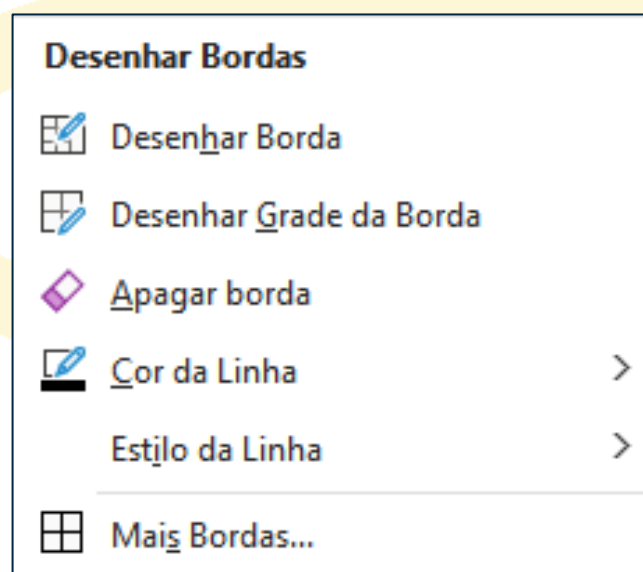 Desenhar Bordas
Desenhar Borda
Desenhar Grade da Borda
Apagar borda
Cor da Linha
Estilo da Linha
Mais Bordas...